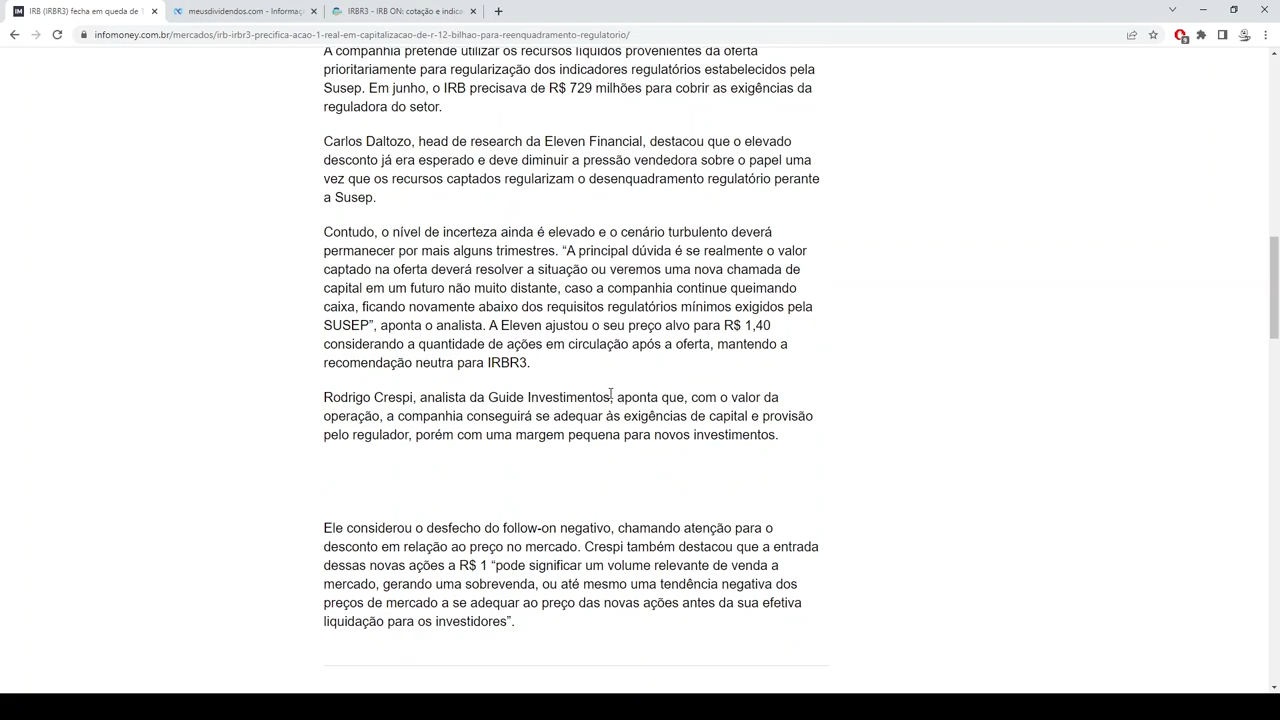 IRB (IRBR3) fecha em queda de 1
meusdividendos.com - Informaç
IRBR3 - IRB ON: cotação e indica
infomoney.com.br/mercados/irb-irbr3-precifica-acao-1-real-em-capitalizacao-de-r-12-bilhao-para-reenquadramento-regulatorio/
A companhia pretende utilizar os recursos líquidos provenientes da oferta
prioritariamente para regularização dos indicadores regulatórios estabelecidos pela
Susep. Em junho, o IRB precisava de R$ 729 milhões para cobrir as exigências da
reguladora do setor.
Carlos Daltozo, head de research da Eleven Financial, destacou que o elevado
desconto já era esperado e deve diminuir a pressão vendedora sobre o papel uma
vez que os recursos captados regularizam o desenquadramento regulatório perante
a Susep.
Contudo, o nível de incerteza ainda é elevado e o cenário turbulento deverá
permanecer por mais alguns trimestres. “A principal dúvida é se realmente o valor
captado na oferta deverá resolver a situação ou veremos uma nova chamada de
capital em um futuro não muito distante, caso a companhia continue queimando
caixa, ficando novamente abaixo dos requisitos regulatórios mínimos exigidos pela
SUSEP”, aponta o analista. A Eleven ajustou o seu preço alvo para R$ 1,40
considerando a quantidade de ações em circulação após a oferta, mantendo a
recomendação neutra para IRBR3.
Rodrigo Crespi, analista da Guide Investimentos, aponta que, com o valor da
operação, a companhia conseguirá se adequar às exigências de capital e provisão
pelo regulador, porém com uma margem pequena para novos investimentos.
Ele considerou o desfecho do follow-on negativo, chamando atenção para o
desconto em relação ao preço no mercado. Crespi também destacou que a entrada
dessas novas ações a R$ 1 “pode significar um volume relevante de venda a
mercado, gerando uma sobrevenda, ou até mesmo uma tendência negativa dos
preços de mercado a se adequar ao preço das novas ações antes da sua efetiva
liquidação para os investidores”.